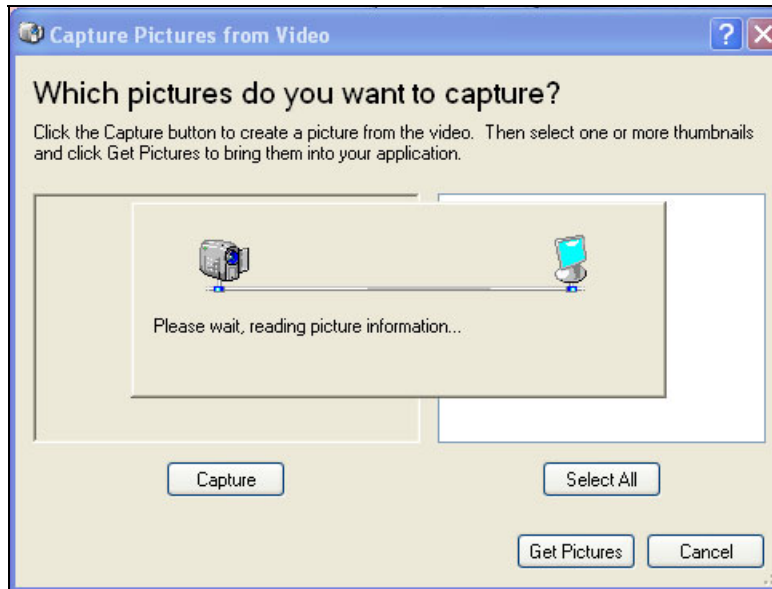 Capture Pictures from Video
Which pictures do you want to capture?
Click the Capture button to create a picture from the video. Then select one or more thumbnails
and click Get Pictures to bring them into your application.
Please wait, reading picture information...
Capture
Select All
Get Pictures
Cancel